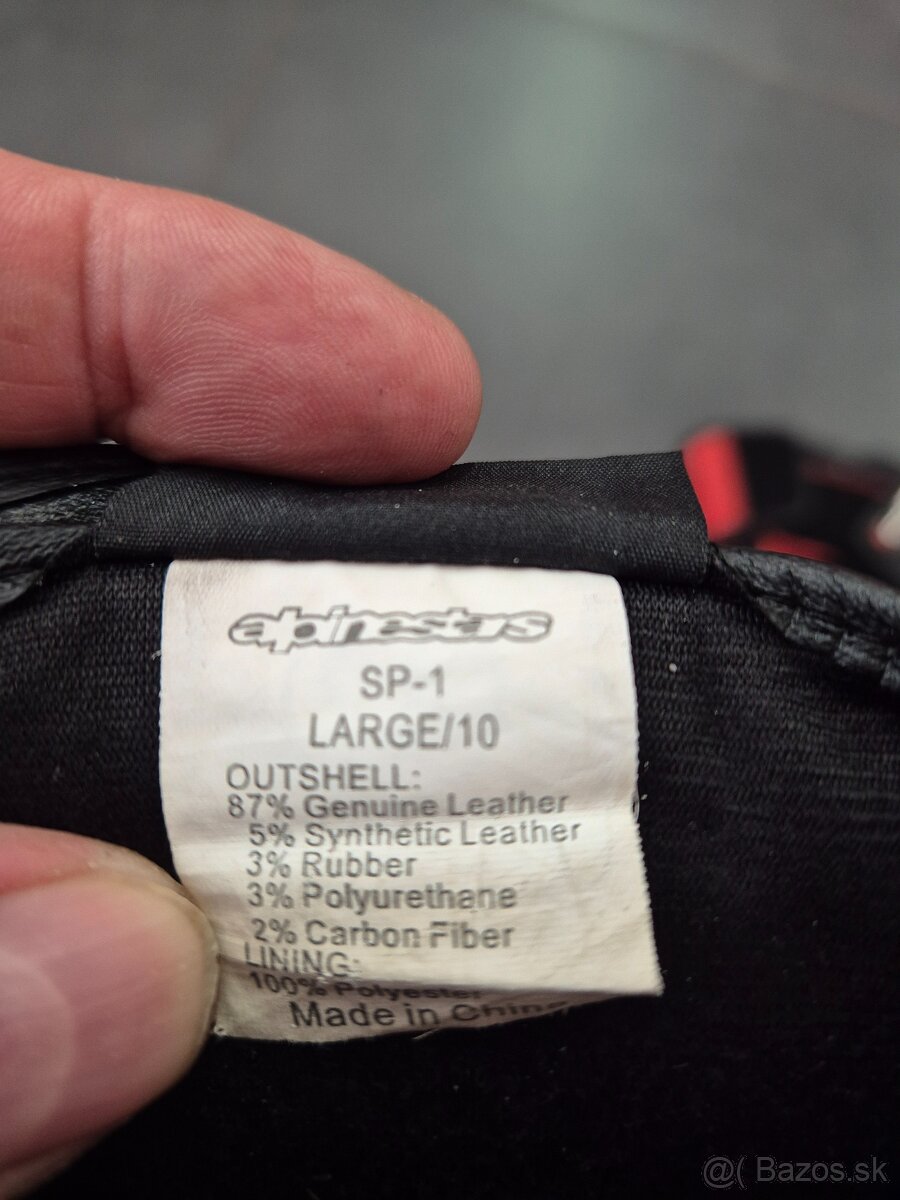 alpinestars
SP-1
LARGE/10
OUTSHELL:
87% Genuine Leather
5% Synthetic Leather
3% Rubber
3% Polyurethane
2% Carbon Fiber
LINING:
100% Polyester
Made in China
@( Bazos.sk